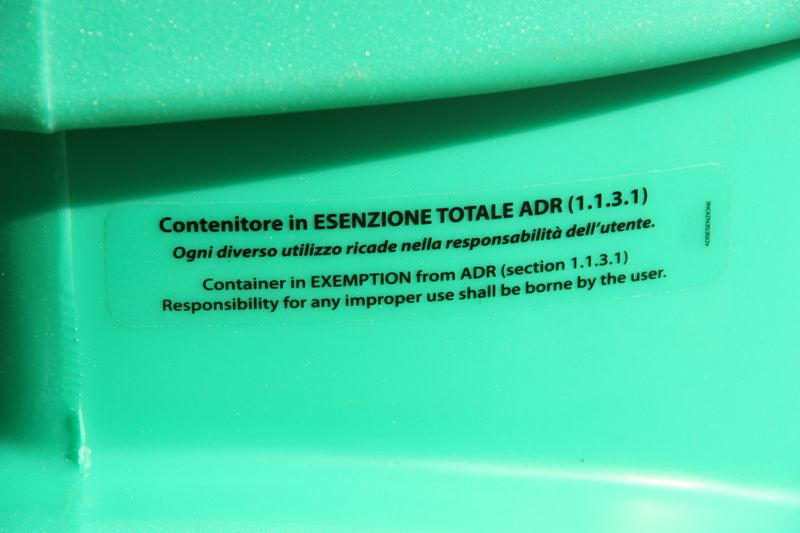 Contenitore in ESENZIONE TOTALE ADR (1.1.3.1)
Ogni diverso utilizzo ricade nella responsabilità dell'utente.
Container in EXEMPTION from ADR (section 1.1.3.1)
Responsibility for any improper use shall be borne by the user.
ADSESENZIONE